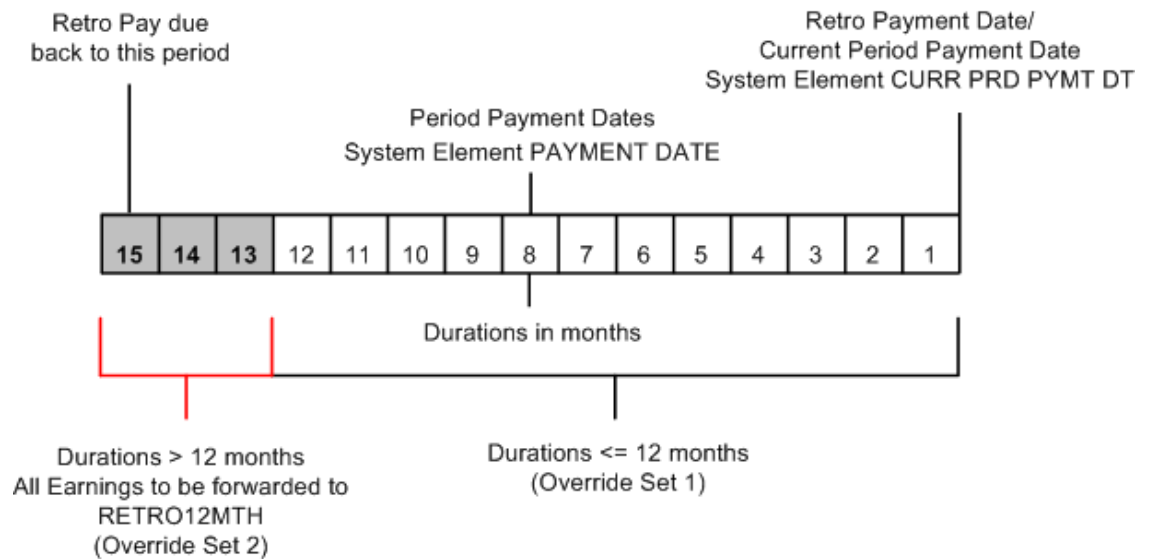 Retro Pay due
back to this period
Retro Payment Date/
Current Period Payment Date
System Element CURR PRD PYMT DT
Period Payment Dates
System Element PAYMENT DATE
15 14 13 12 11 10 9 8 7 6 5 4 3 2 1
Durations in months
Durations > 12 months
All Earnings to be forwarded to
RETRO12MTH
(Override Set 2)
Durations <= 12 months
(Override Set 1)